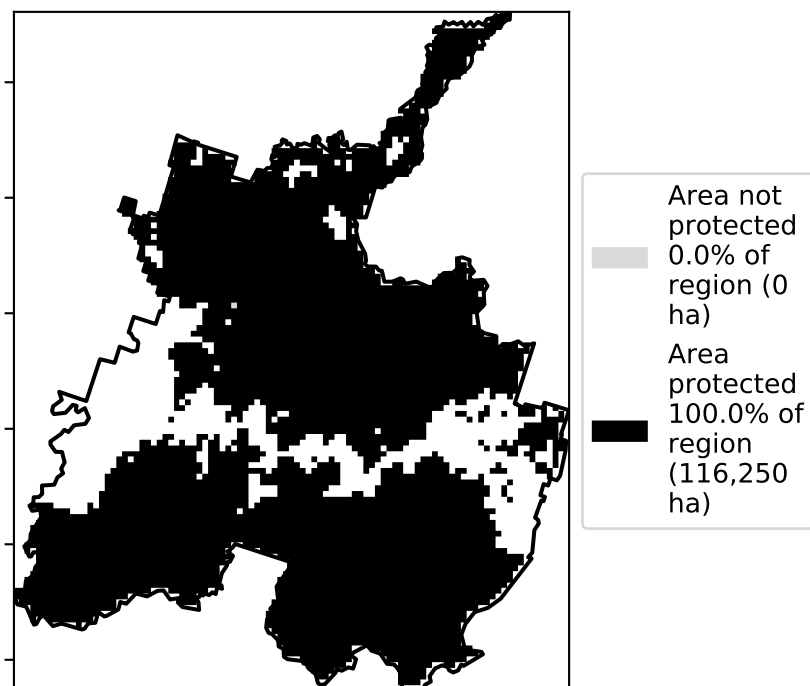 Area not
protected
0.0% of
region (0
ha)
Area
protected
100.0% of
region
(116,250
ha)